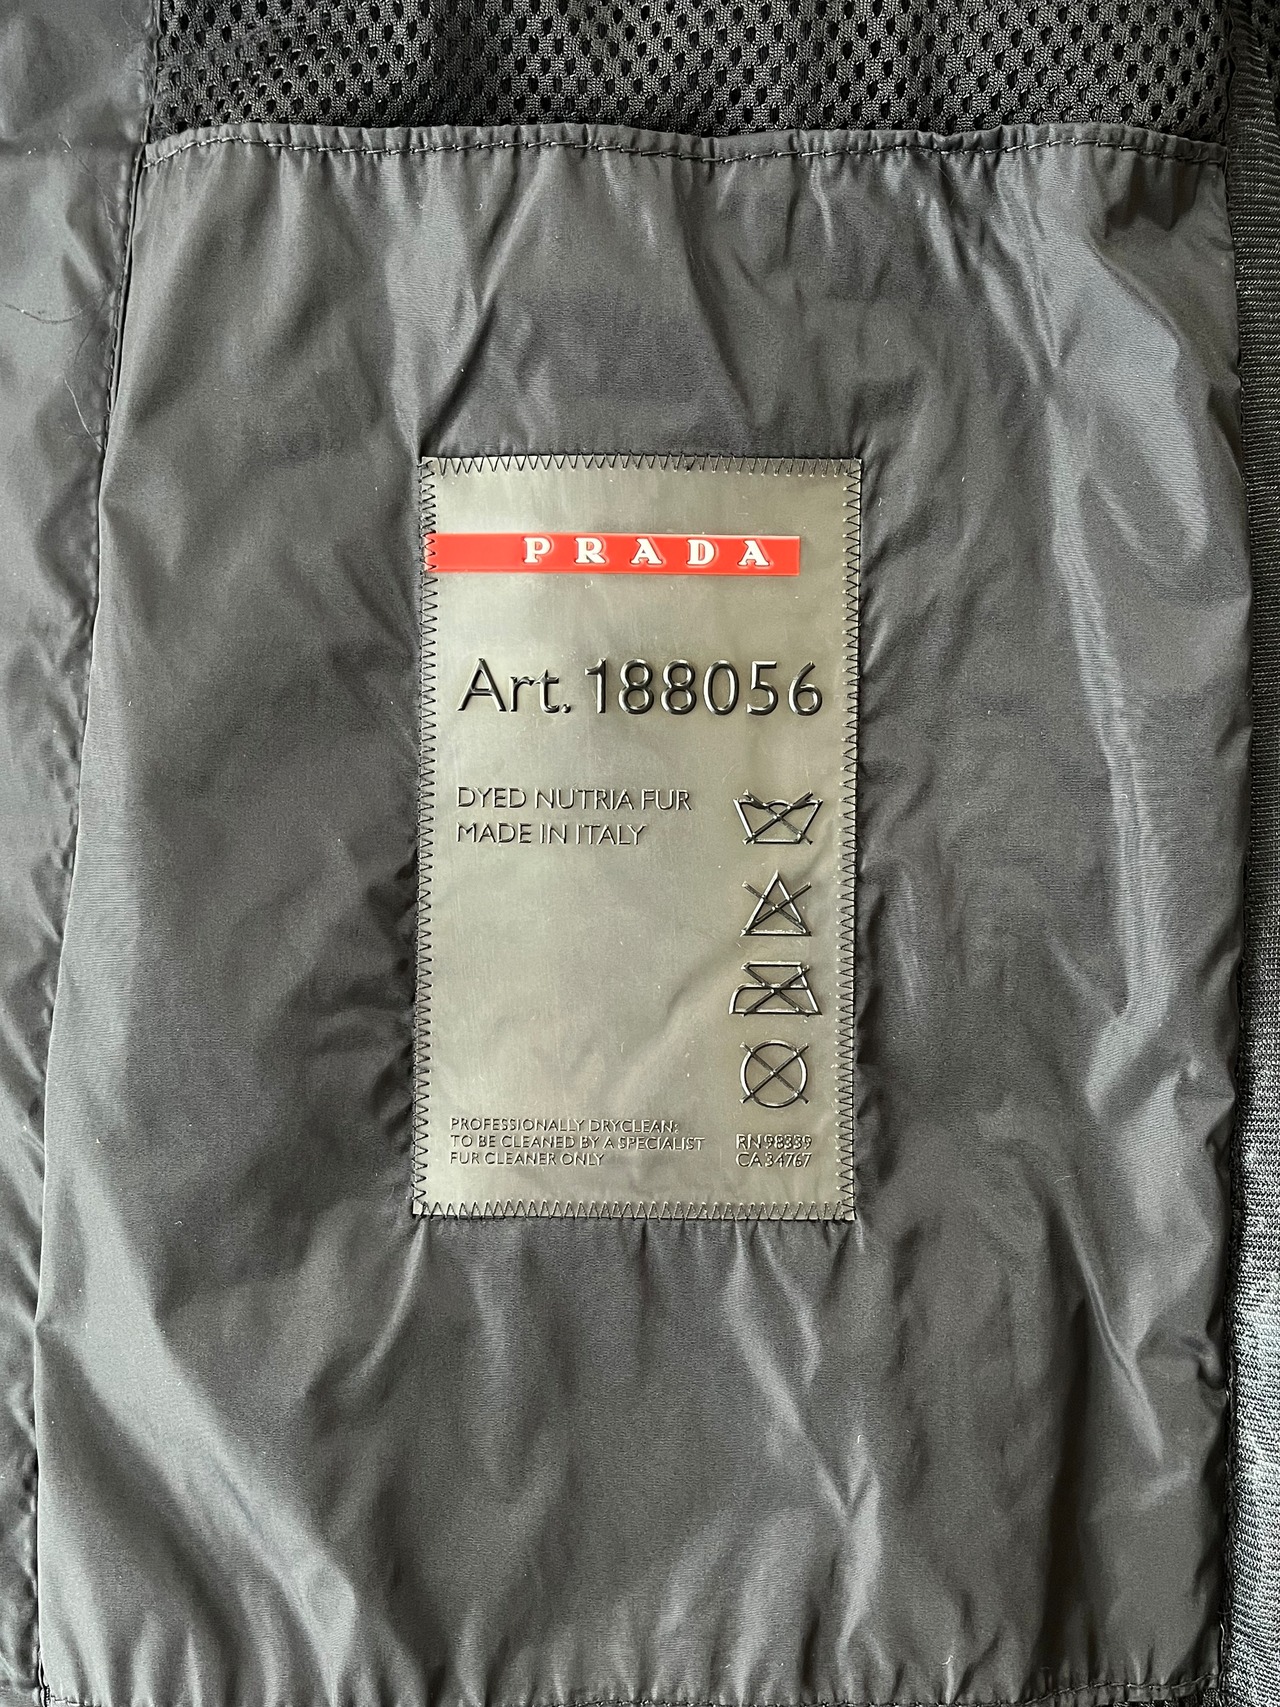 PRADA
Art. 188056
DYED NUTRIA FUR
MADE IN ITALY
PROFESSIONALLY DRYCLEAN:
TO BE CLEANED BY A SPECIALIST
FUR CLEANER ONLY
RN 98339
CA 34767